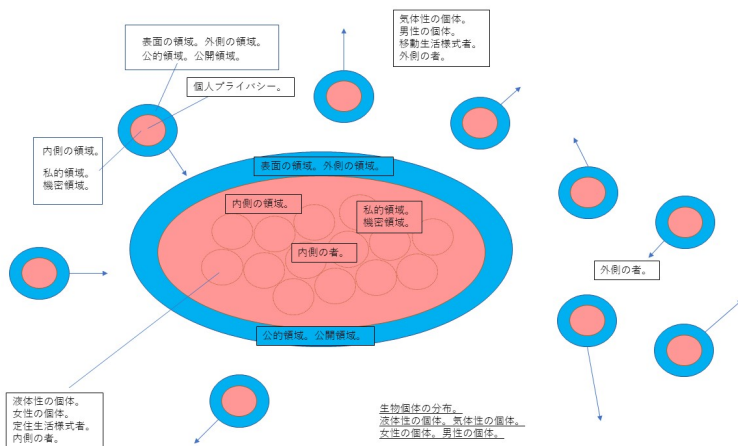 表面の領域。外側の領域。
公的領域。公開領域。
気体性の個体。
男性の個体。
移動生活様式者。
外側の者。
個人プライバシー。
内側の領域。
私的領域。
機密領域。
表面の領域。外側の領域。
内側の領域。
私的領域。
機密領域。
内側の者。
外側の者。
公的領域。公開領域。
液体性の個体。
女性の個体。
定住生活様式者。
内側の者。
生物個体の分布。
液体性の個体。気体性の個体。
女性の個体。男性の個体。